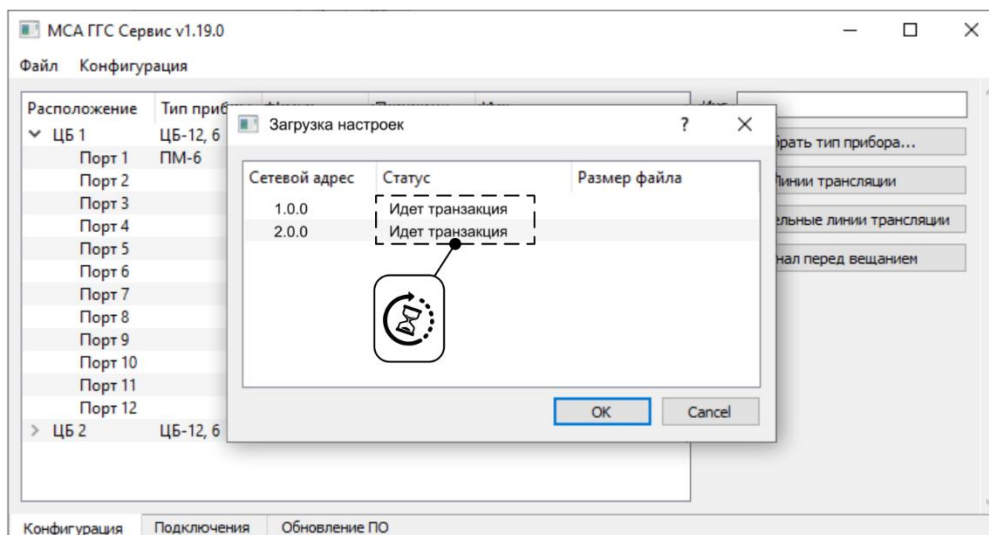 МСА ГГС Сервис v1.19.0
Файл Конфигурация
Расположение Тип
ЦБ 1 ЦБ-12, 6
Порт 1 ПМ-6
Порт 2
Порт 3
Порт 4
Порт 5
Порт 6
Порт 7
Порт 8
Порт 9
Порт 10
Порт 11
Порт 12
ЦБ 2 ЦБ-12, 6
Загрузка настроек ?
Сетевой адрес Статус Размер файла
1.0.0 Идет транзакция
2.0.0 Идет транзакция
OK Cancel
тип прибора...
Линии трансляции
линии трансляции
перед вещанием
Конфигурация Подключения Обновление ПО